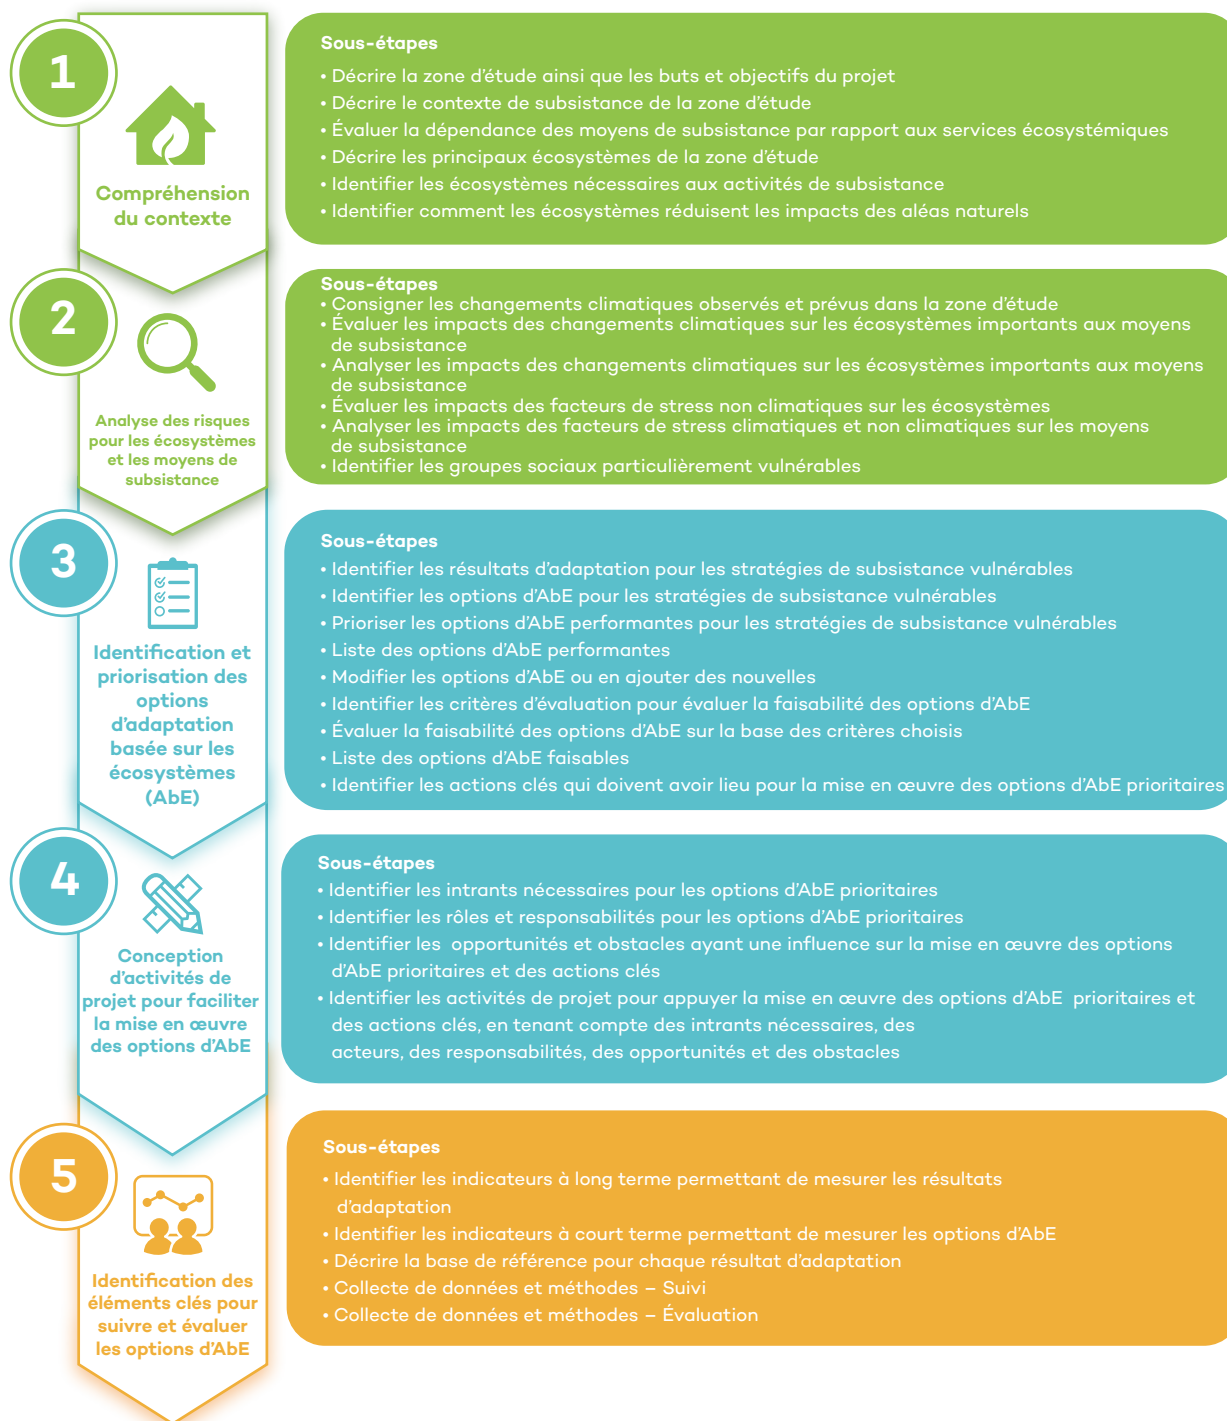 1
Compréhension
du contexte
Sous-étapes
• Décrire la zone d'étude ainsi que les buts et objectifs du projet
• Décrire le contexte de subsistance de la zone d'étude
• Évaluer la dépendance des moyens de subsistance par rapport aux services écosystémiques
• Décrire les principaux écosystèmes de la zone d'étude
• Identifier les écosystèmes nécessaires aux activités de subsistance
• Identifier comment les écosystèmes réduisent les impacts des aléas naturels
2
Analyse des risques
pour les écosystèmes
et les moyens de
subsistance
Sous-étapes
• Consigner les changements climatiques observés et prévus dans la zone d'étude
• Évaluer les impacts des changements climatiques sur les écosystèmes importants aux moyens
de subsistance
• Analyser les impacts des changements climatiques sur les écosystèmes importants aux moyens
de subsistance
• Évaluer les impacts des facteurs de stress non climatiques sur les écosystèmes
• Analyser les impacts des facteurs de stress climatiques et non climatiques sur les moyens
de subsistance
• Identifier les groupes sociaux particulièrement vulnérables
3
Identification et
priorisation des
options
d'adaptation
basée sur les
écosystèmes
(AbE)
Sous-étapes
• Identifier les résultats d'adaptation pour les stratégies de subsistance vulnérables
• Identifier les options d'AbE pour les stratégies de subsistance vulnérables
• Prioriser les options d'AbE performantes pour les stratégies de subsistance vulnérables
• Liste des options d'AbE performantes
• Modifier les options d'AbE ou en ajouter des nouvelles
• Identifier les critères d'évaluation pour évaluer la faisabilité des options d'AbE
• Évaluer la faisabilité des options d'AbE sur la base des critères choisis
• Liste des options d'AbE faisables
• Identifier les actions clés qui doivent avoir lieu pour la mise en œuvre des options d'AbE prioritaires
4
Conception
d'activités de
projet pour faciliter
la mise en œuvre
des options d'AbE
Sous-étapes
• Identifier les intrants nécessaires pour les options d'AbE prioritaires
• Identifier les rôles et responsabilités pour les options d'AbE prioritaires
• Identifier les opportunités et obstacles ayant une influence sur la mise en œuvre des options
d'AbE prioritaires et des actions clés
• Identifier les activités de projet pour appuyer la mise en œuvre des options d'AbE prioritaires et
des actions clés, en tenant compte des intrants nécessaires, des
acteurs, des responsabilités, des opportunités et des obstacles
5
Identification des
éléments clés pour
suivre et évaluer
les options d'AbE
Sous-étapes
• Identifier les indicateurs à long terme permettant de mesurer les résultats
d'adaptation
• Identifier les indicateurs à court terme permettant de mesurer les options d'AbE
• Décrire la base de référence pour chaque résultat d'adaptation
• Collecte de données et méthodes – Suivi
• Collecte de données et méthodes – Évaluation